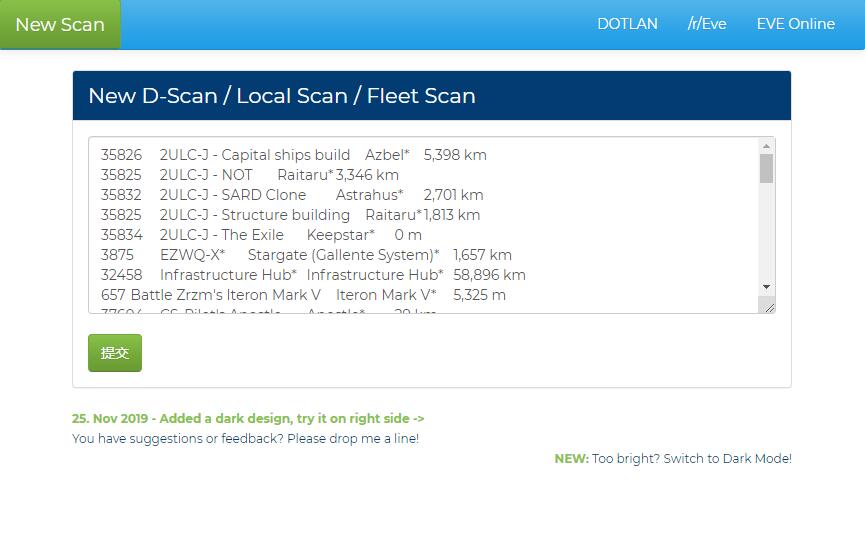 New Scan DOTLAN /r/Eve EVE Online
New D-Scan / Local Scan / Fleet Scan
35826 2ULC-J - Capital ships build Azbel* 5,398 km
35825 2ULC-J - NOT Raitaru* 3,346 km
35832 2ULC-J - SARD Clone Astrahus* 2,701 km
35825 2ULC-J - Structure building Raitaru* 1,813 km
35834 2ULC-J - The Exile Keepstar* 0 m
3875 EZWQ-X* Stargate (Gallente System)* 1,657 km
32458 Infrastructure Hub* Infrastructure Hub* 58,896 km
657 Battle Zrzm's Iteron Mark V Iteron Mark V* 5,325 m
提交
25. Nov 2019 - Added a dark design, try it on right side ->
You have suggestions or feedback? Please drop me a line!
NEW: Too bright? Switch to Dark Mode!